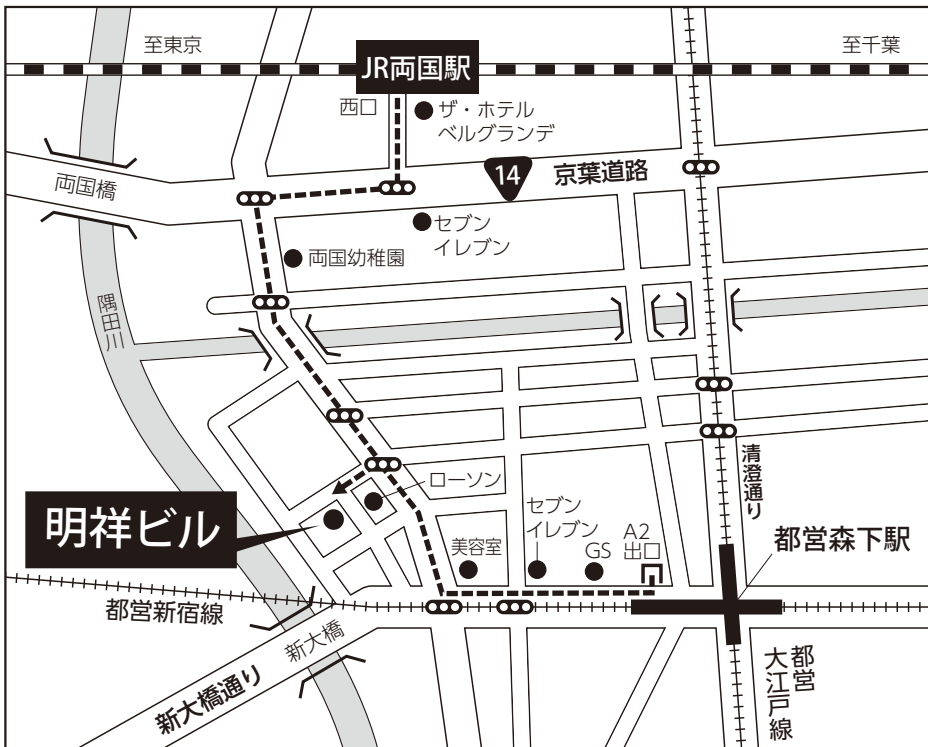 至東京
JR両国駅
至千葉
西口
ザ・ホテル
ベルグランデ
14
京葉道路
両国橋
セブン
イレブン
両国幼稚園
隅田川
清澄通り
ローソン
セブン
イレブン
A2
出口
GS
美容室
明祥ビル
都営森下駅
都営新宿線
新大橋
新大橋通り
都営
大江戸線